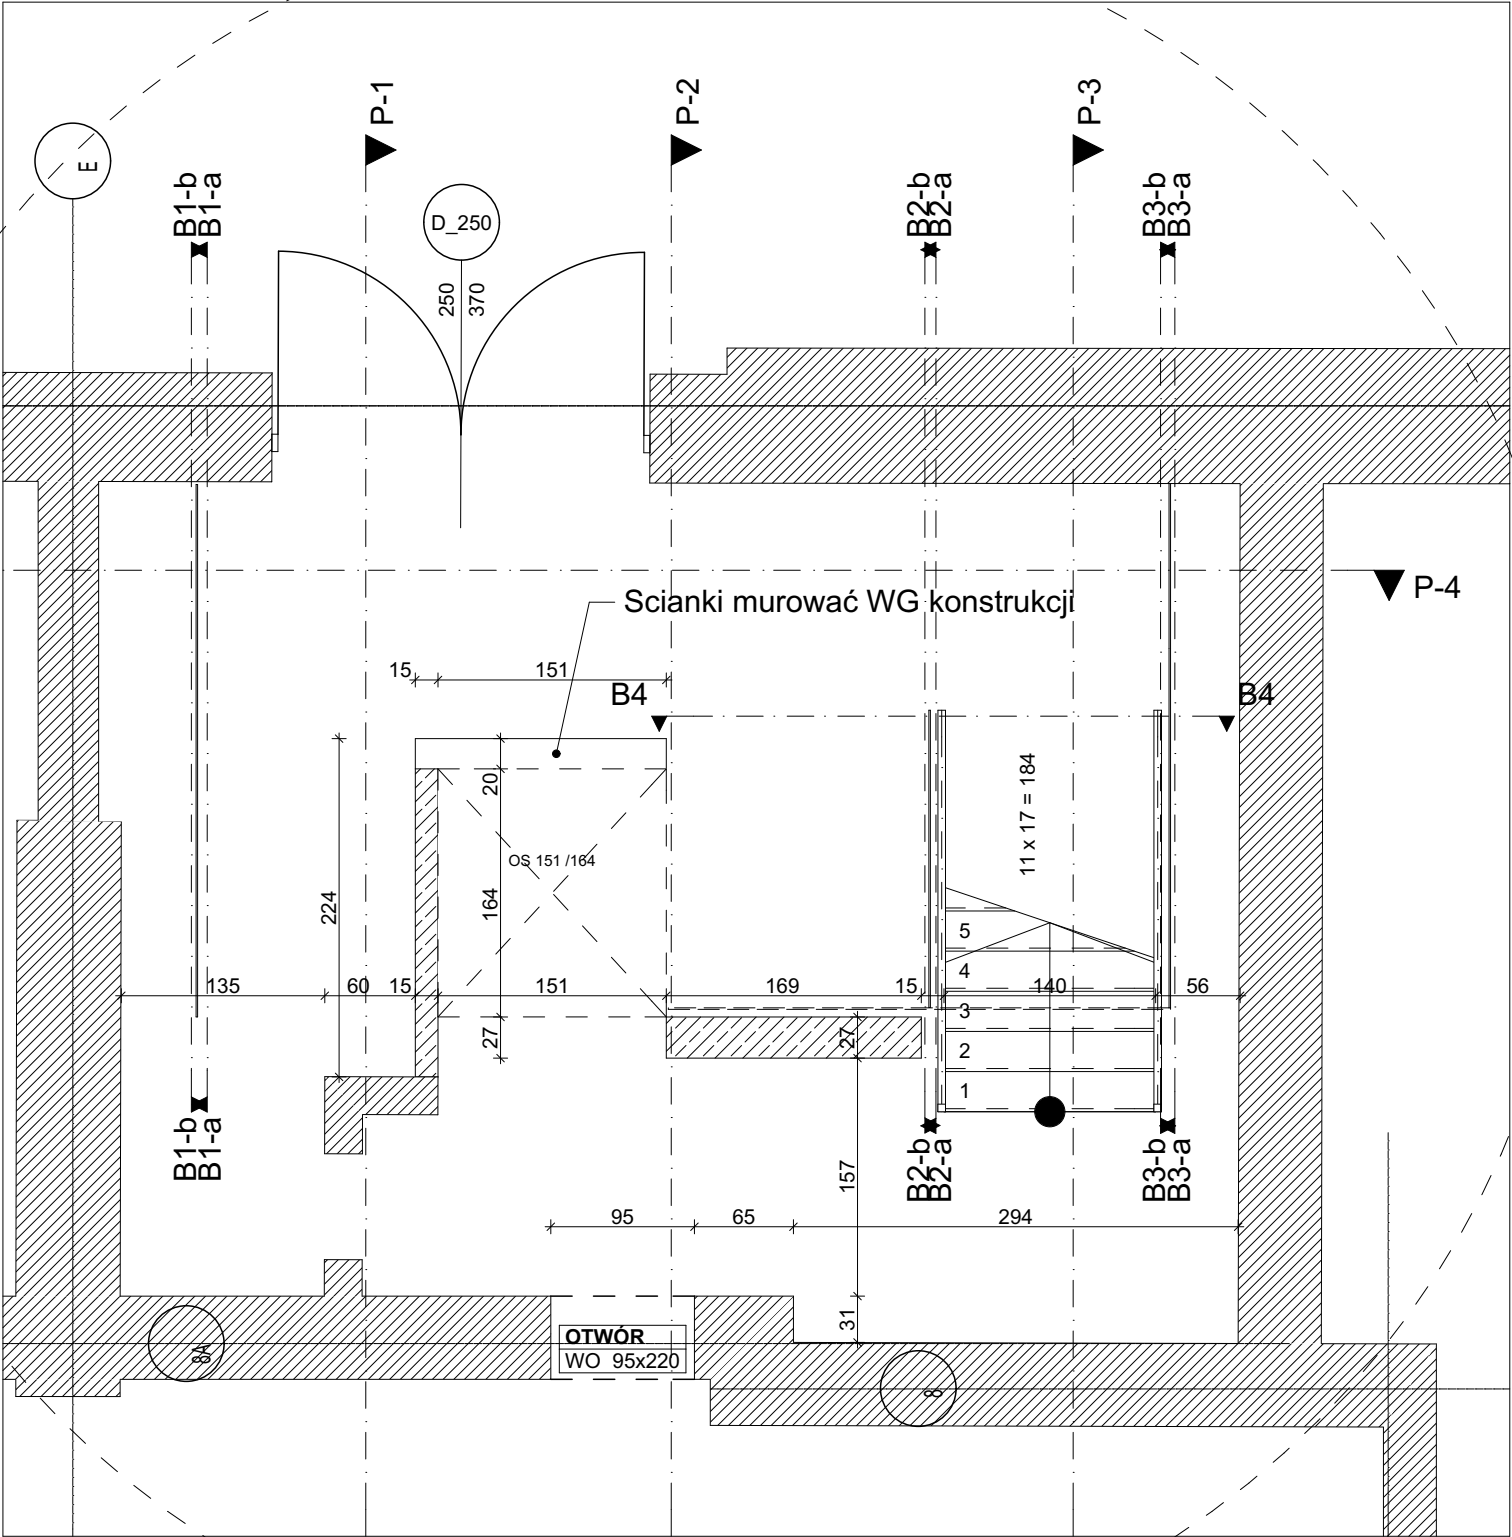 P-1
P-2
P-3
E
B1-b
B1-a
D_250
B2-b
B2-a
B3-b
B3-a
250
370
P-4
Scianki murować WG konstrukcji
15
151
B4
B4
20
11 x 17 = 184
OS 151 /164
224
164
5
4
135
60
15
151
169
15
140
56
3
27
27
2
1
B1-b
B1-a
B2-b
B2-a
B3-b
B3-a
157
95
65
294
31
8A
OTWÓR
WO 95x220
8